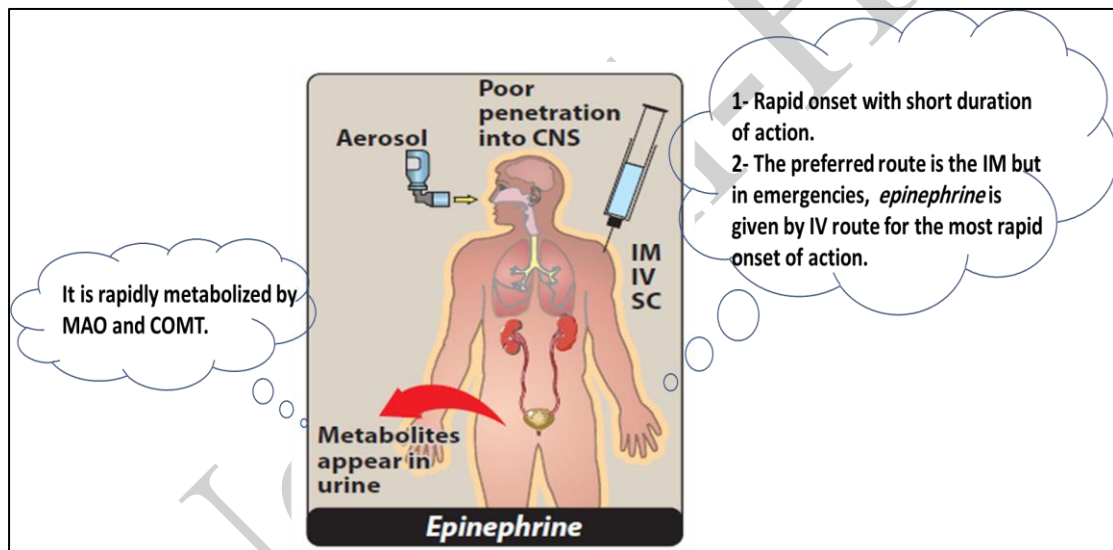 Poor
penetration
into CNS
Aerosol
IM
IV
SC
Metabolites
appear in
urine
Epinephrine
It is rapidly metabolized by
MAO and COMT.
1- Rapid onset with short duration
of action.
2- The preferred route is the IM but
in emergencies, epinephrine is
given by IV route for the most rapid
onset of action.